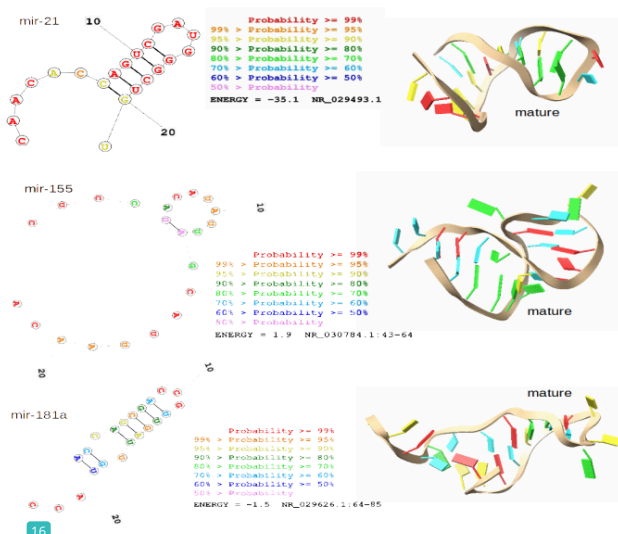 mir-21
10
20
Probability >= 99%
99% > Probability >= 95%
95% > Probability >= 90%
90% > Probability >= 80%
80% > Probability >= 70%
70% > Probability >= 60%
60% > Probability >= 50%
50% > Probability
ENERGY = -35.1 NR_029493.1
mature
C A A C A C C A G U C G A U G G G C U G U
mir-155
10
20
Probability >= 99%
99% > Probability >= 95%
95% > Probability >= 90%
90% > Probability >= 80%
80% > Probability >= 70%
70% > Probability >= 60%
60% > Probability >= 50%
50% > Probability
ENERGY = 1.9 NR_030784.1:43-64
mature
mir-181a
10
20
Probability >= 99%
99% > Probability >= 95%
95% > Probability >= 90%
90% > Probability >= 80%
80% > Probability >= 70%
70% > Probability >= 60%
60% > Probability >= 50%
50% > Probability
ENERGY = -1.5 NR_029626.1:64-85
mature
16